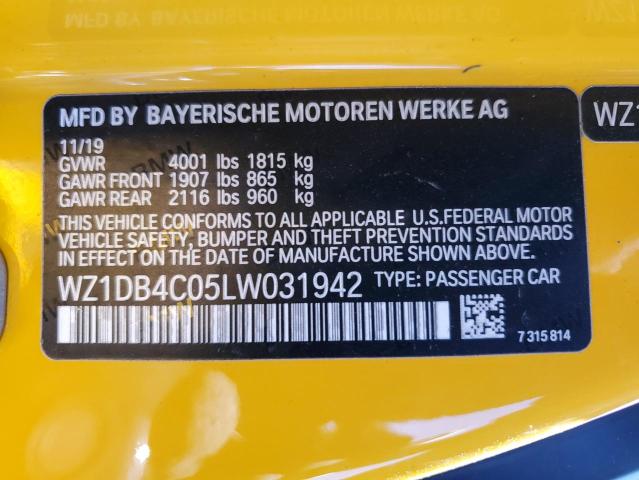 MFD BY BAYERISCHE MOTOREN WERKE AG
11/19
GVWR 4001 lbs 1815 kg
GAWR FRONT 1907 lbs 865 kg
GAWR REAR 2116 lbs 960 kg
THIS VEHICLE CONFORMS TO ALL APPLICABLE U.S.FEDERAL MOTOR
VEHICLE SAFETY, BUMPER AND THEFT PREVENTION STANDARDS
IN EFFECT ON THE DATE OF MANUFACTURE SHOWN ABOVE.
WZ1DB4C05LW031942 TYPE: PASSENGER CAR
7 315 814
WZ1